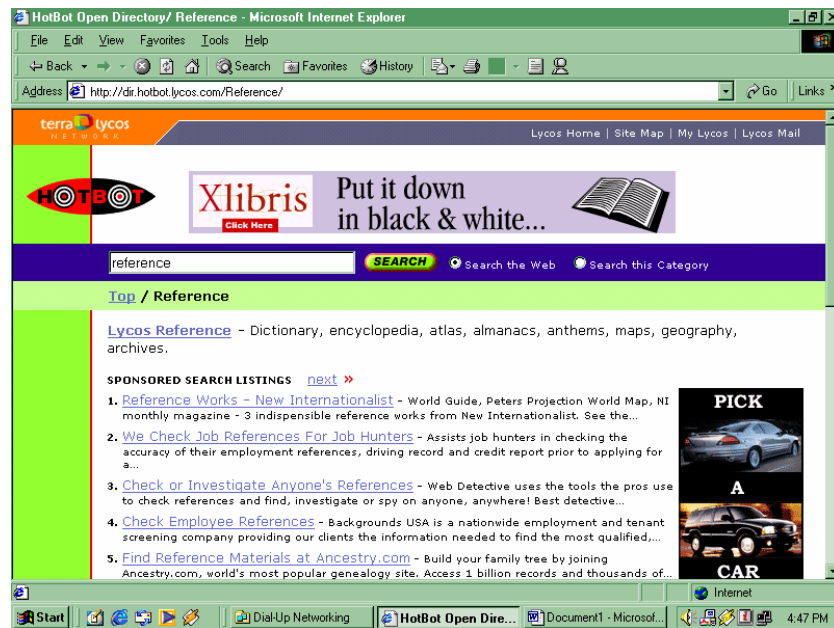 HotBot Open Directory/ Reference - Microsoft Internet Explorer
File Edit View Favorites Tools Help
Back Search Favorites History
Address http://dir.hotbot.lycos.com/Reference/ Go Links »
terra lycos
NETWORK
Lycos Home | Site Map | My Lycos | Lycos Mail
HOTBOT
Xlibris
Click Here
Put it down
in black & white...
reference SEARCH Search the Web Search this Category
Top / Reference
Lycos Reference - Dictionary, encyclopedia, atlas, almanacs, anthems, maps, geography,
archives.
SPONSORED SEARCH LISTINGS next »
1. Reference Works - New Internationalist - World Guide, Peters Projection World Map, NI
monthly magazine - 3 indispensible reference works from New Internationalist. See the...
2. We Check Job References For Job Hunters - Assists job hunters in checking the
accuracy of their employment references, driving record and credit report prior to applying for
a...
3. Check or Investigate Anyone's References - Web Detective uses the tools the pros use
to check references and find, investigate or spy on anyone, anywhere! Best detective...
4. Check Employee References - Backgrounds USA is a nationwide employment and tenant
screening company providing our clients the information needed to find the most qualified,...
5. Find Reference Materials at Ancestry.com - Build your family tree by joining
Ancestry.com, world's most popular genealogy site. Access 1 billion records and thousands of...
PICK
A
CAR
Internet
Start Dial-Up Networking HotBot Open Dire... Document1 - Microsof... 4:47 PM